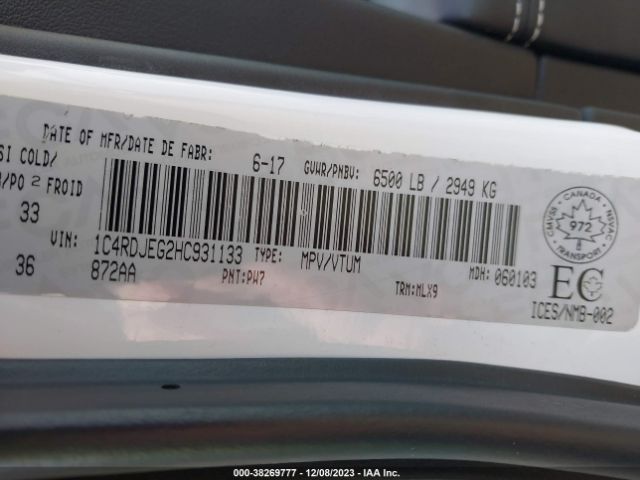 DATE OF MFR/DATE DE FABR: 6-17 GVWR/PNBV: 6500 LB / 2949 KG
SI COLD/
/PO 2 FROID
33
36
VIN: 1C4RDJEG2HC931133 TYPE: MPV/VTUM MDH: 060103
872AA PNT:PW7 TRM:MLX9
CANADA
CMVSS NSVAC
972
TRANSPORT
EC
ICES/NMB-002
000-38269777 - 12/08/2023 - IAA Inc.